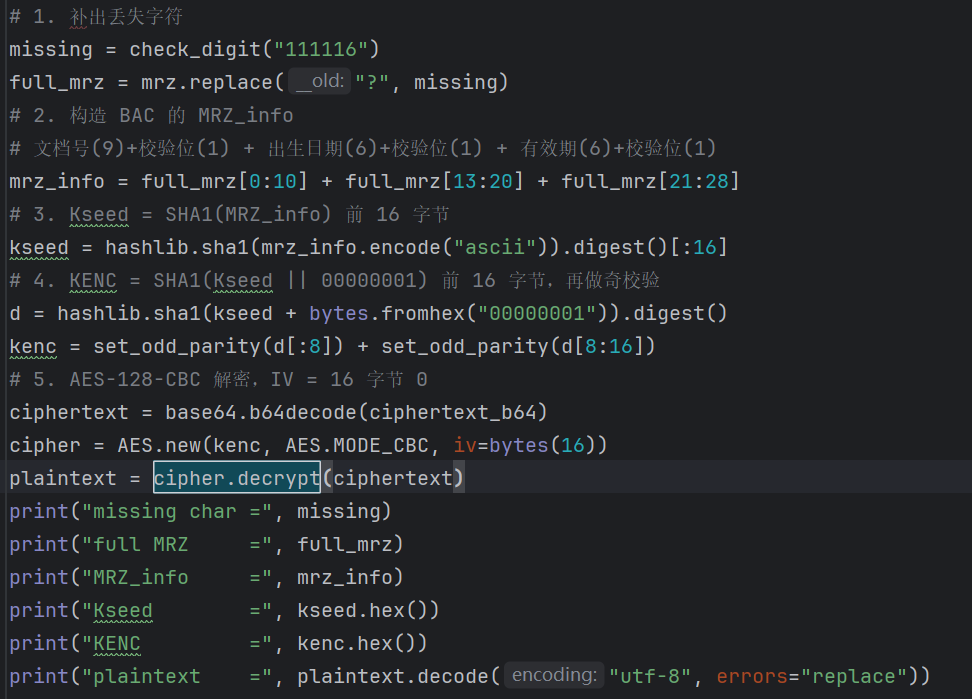 # 1. 补出丢失字符
missing = check_digit("111116")
full_mrz = mrz.replace(__old: "?", missing)
# 2. 构造 BAC 的 MRZ_info
# 文档号(9)+校验位(1) + 出生日期(6)+校验位(1) + 有效期(6)+校验位(1)
mrz_info = full_mrz[0:10] + full_mrz[13:20] + full_mrz[21:28]
# 3. Kseed = SHA1(MRZ_info) 前 16 字节
kseed = hashlib.sha1(mrz_info.encode("ascii")).digest()[:16]
# 4. KENC = SHA1(Kseed || 00000001) 前 16 字节，再做奇校验
d = hashlib.sha1(kseed + bytes.fromhex("00000001")).digest()
kenc = set_odd_parity(d[:8]) + set_odd_parity(d[8:16])
# 5. AES-128-CBC 解密，IV = 16 字节 0
ciphertext = base64.b64decode(ciphertext_b64)
cipher = AES.new(kenc, AES.MODE_CBC, iv=bytes(16))
plaintext = cipher.decrypt(ciphertext)
print("missing char =", missing)
print("full MRZ     =", full_mrz)
print("MRZ_info     =", mrz_info)
print("Kseed        =", kseed.hex())
print("KENC         =", kenc.hex())
print("plaintext    =", plaintext.decode(encoding: "utf-8", errors="replace"))